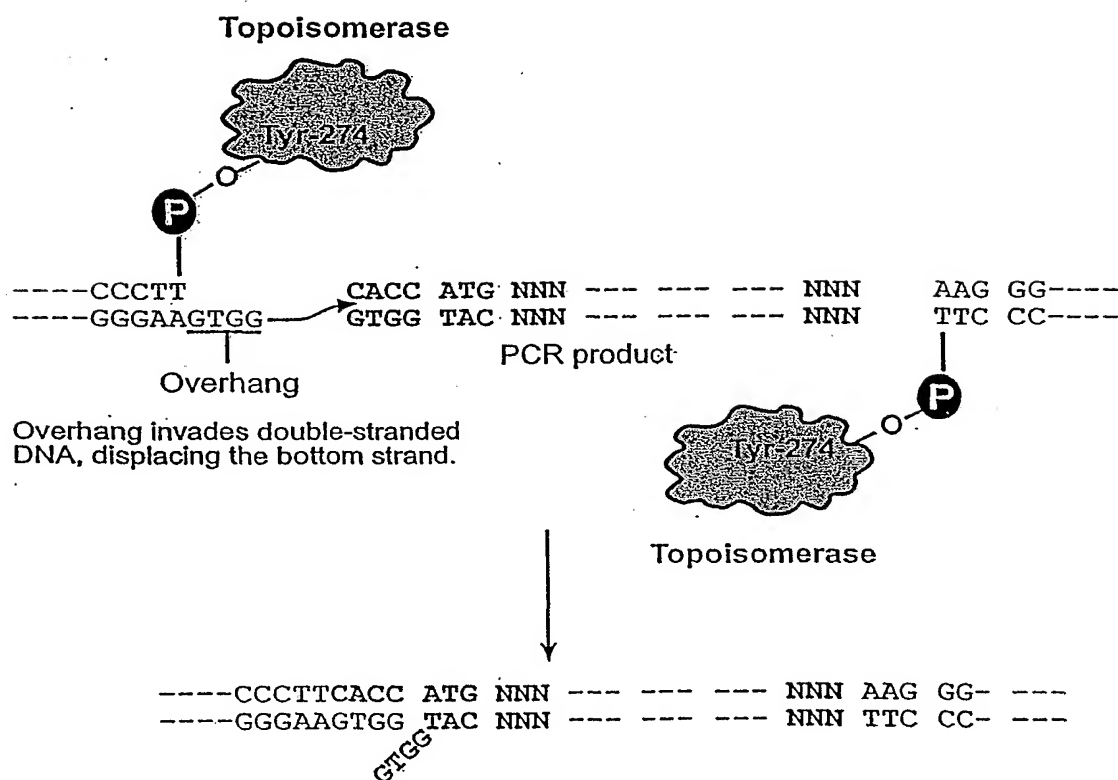 Topoisomerase
Tyr-274
O
P
----CCCTT CACC ATG NNN --- --- --- --- NNN AAG GG----
----GGGAAGTGG GTGG TAC NNN --- --- --- --- NNN TTC CC----
PCR product
Overhang
P
O
Overhang invades double-stranded
DNA, displacing the bottom strand.
Tyr-274
Topoisomerase
----CCCTTCACC ATG NNN --- --- --- --- NNN AAG GG- ---
----GGGAAGTGG TAC NNN --- --- --- --- NNN TTC CC- ---
GTGG